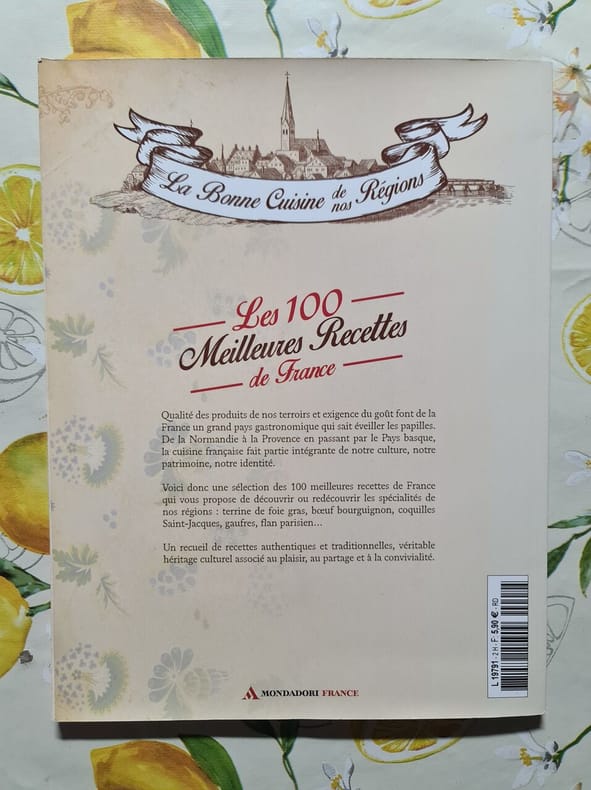 La Bonne Cuisine de nos Régions
Les 100
Meilleures Recettes
de France
Qualité des produits de nos terroirs et exigence du goût font de la
France un grand pays gastronomique qui sait éveiller les papilles.
De la Normandie à la Provence en passant par le Pays basque,
la cuisine française fait partie intégrante de notre culture, notre
patrimoine, notre identité.
Voici donc une sélection des 100 meilleures recettes de France
qui vous propose de découvrir ou redécouvrir les spécialités de
nos régions : terrine de foie gras, bœuf bourguignon, coquilles
Saint-Jacques, gaufres, flan parisien...
Un recueil de recettes authentiques et traditionnelles, véritable
héritage culturel associé au plaisir, au partage et à la convivialité.
L 19791 - 2 H - F: 5,90 € - RD
MONDADORI FRANCE